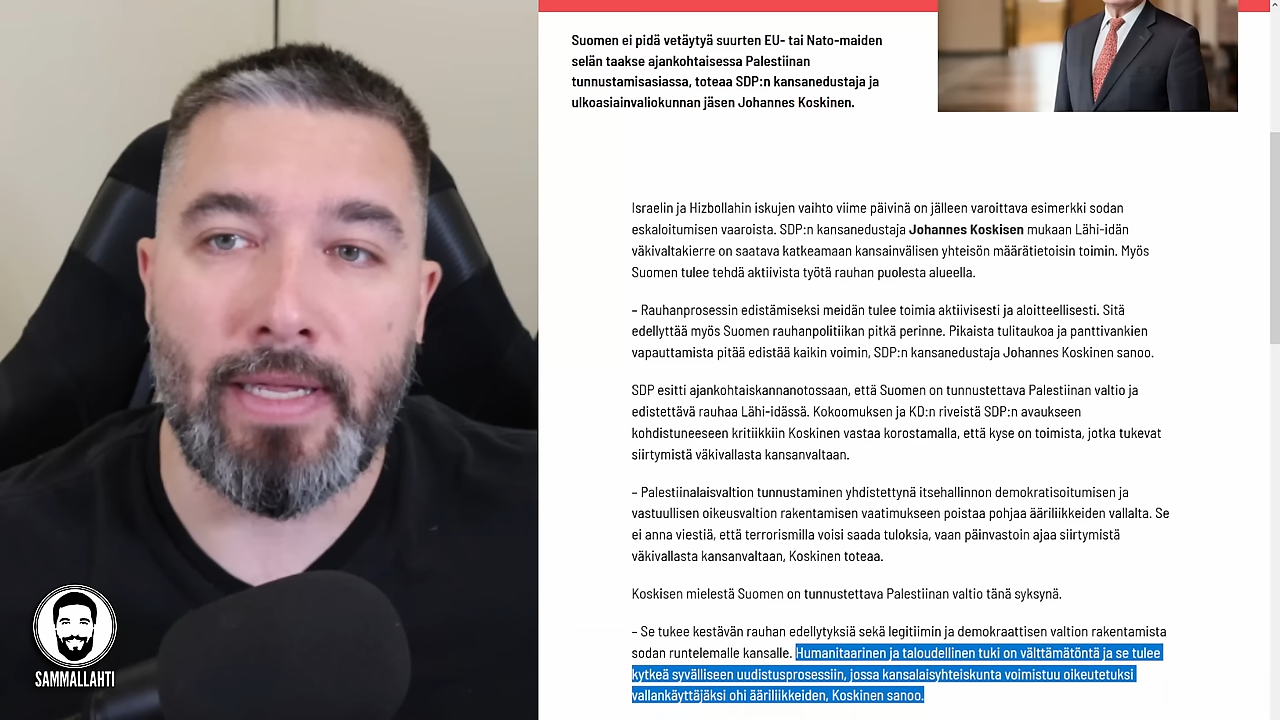 Suomen ei pidä vetäytyä suurten EU- tai Nato-maiden
selän taakse ajankohtaisessa Palestiinan
tunnustamisasiassa, toteaa SDP:n kansanedustaja ja
ulkoasiainvaliokunnan jäsen Johannes Koskinen.
Israelin ja Hizbollahin iskujen vaihto viime päivinä on jälleen varoittava esimerkki sodan
eskaloitumisen vaaroista. SDP:n kansanedustaja Johannes Koskisen mukaan Lähi-idän
väkivaltakierre on saatava katkeamaan kansainvälisen yhteisön määrätietoisin toimin. Myös
Suomen tulee tehdä aktiivista työtä rauhan puolesta alueella.
– Rauhanprosessin edistämiseksi meidän tulee toimia aktiivisesti ja aloitteellisesti. Sitä
edellyttää myös Suomen rauhanpolitiikan pitkä perinne. Pikaista tulitaukoa ja panttivankien
vapauttamista pitää edistää kaikin voimin, SDP:n kansanedustaja Johannes Koskinen sanoo.
SDP esitti ajankohtaiskannanotossaan, että Suomen on tunnustettava Palestiinan valtio ja
edistettävä rauhaa Lähi-idässä. Kokoomuksen ja KD:n riveistä SDP:n avaukseen
kohdistuneeseen kritiikkiin Koskinen vastaa korostamalla, että kyse on toimista, jotka tukevat
siirtymistä väkivallasta kansanvaltaan.
– Palestiinalaisvaltion tunnustaminen yhdistettynä itsehallinnon demokratisoitumisen ja
vastuullisen oikeusvaltion rakentamisen vaatimukseen poistaa pohjaa ääriliikkeiden vallalta. Se
ei anna viestiä, että terrorismilla voisi saada tuloksia, vaan päinvastoin ajaa siirtymistä
väkivallasta kansanvaltaan, Koskinen toteaa.
Koskisen mielestä Suomen on tunnustettava Palestiinan valtio tänä syksynä.
– Se tukee kestävän rauhan edellytyksiä sekä legitiimin ja demokraattisen valtion rakentamista
sodan runtelemalle kansalle. Humanitaarinen ja taloudellinen tuki on välttämätöntä ja se tulee
kytkeä syvälliseen uudistusprosessiin, jossa kansalaisyhteiskunta voimistuu oikeutetuksi
vallankäyttäjäksi ohi ääriliikkeiden, Koskinen sanoo.
SAMMALLAHTI